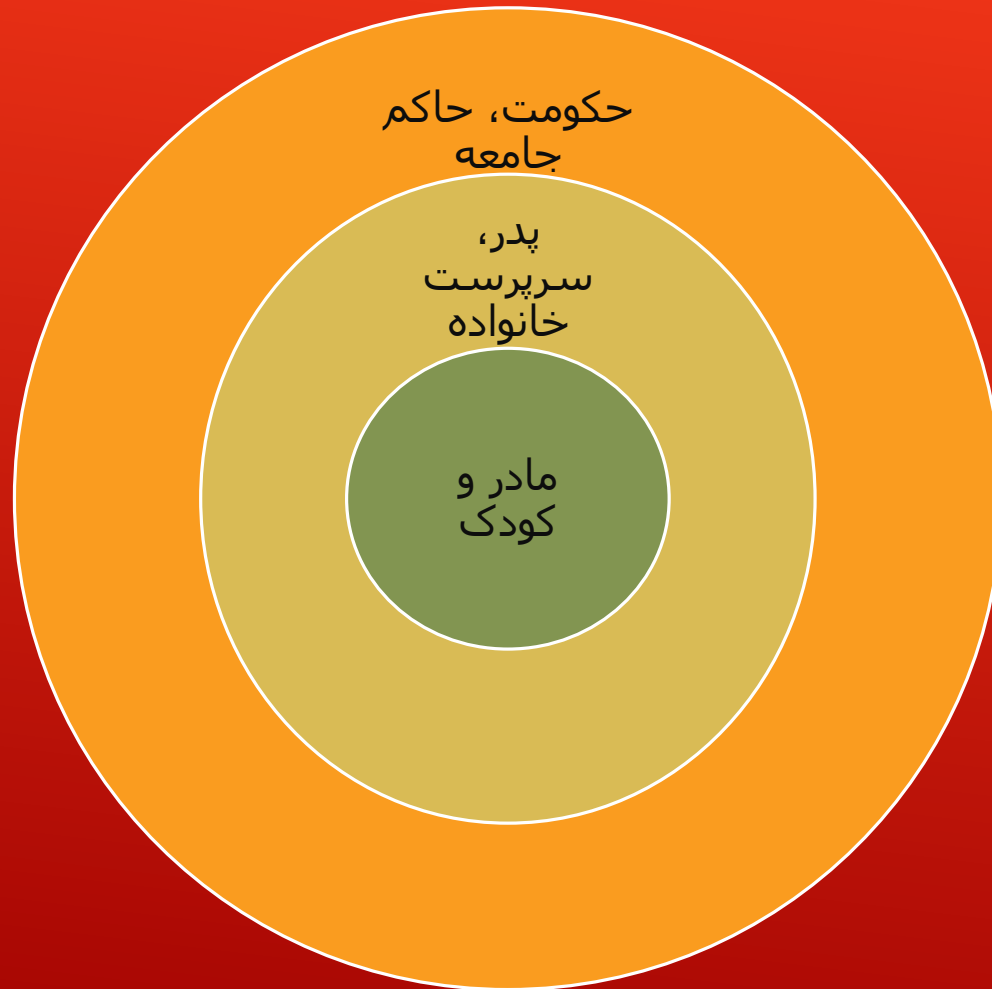 حکومت، حاکم
جامعه
پدر،
سرپرست
خانواده
مادر و
کودک